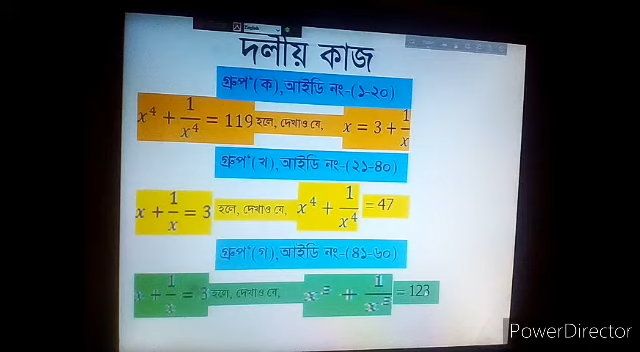 দলীয় কাজ
গ্রুপ(ক),আইডি নং-(১-২০)
x⁴ + 1/x⁴ = 119 হলে, দেখাও যে, x = 3 + 1/x
গ্রুপ(খ),আইডি নং-(২১-৪০)
x + 1/x = 3 হলে, দেখাও যে, x⁴ + 1/x⁴ = 47
গ্রুপ(গ),আইডি নং-(৪১-৬০)
x + 1/x = 3 হলে, দেখাও যে, = 123
PowerDirector